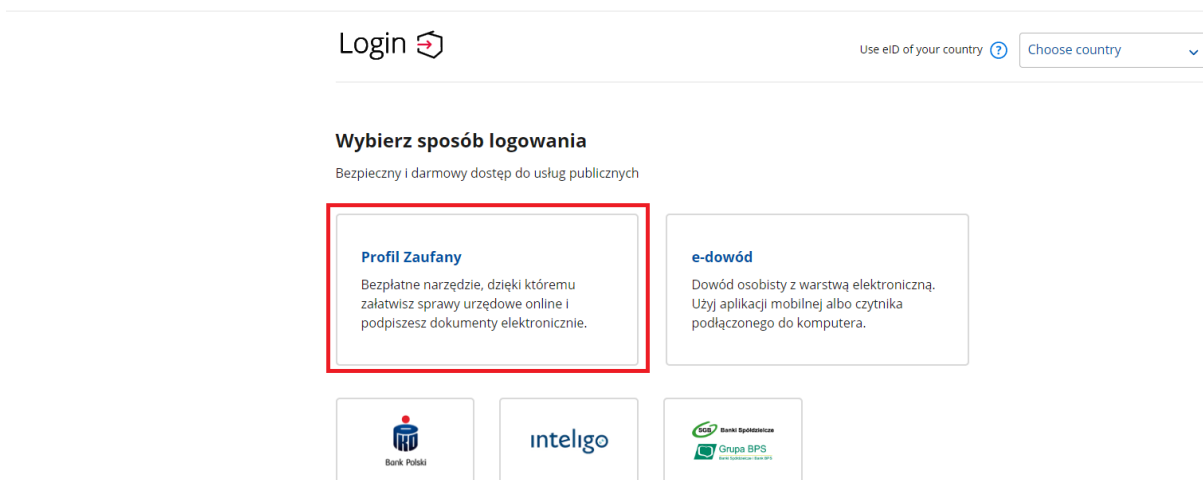 Login
Use eID of your country ?
Choose country
Wybierz sposób logowania
Bezpieczny i darmowy dostęp do usług publicznych
Profil Zaufany
Bezpłatne narzędzie, dzięki któremu
załatwisz sprawy urzędowe online i
podpiszesz dokumenty elektronicznie.
e-dowód
Dowód osobisty z warstwą elektroniczną.
Użyj aplikacji mobilnej albo czytnika
podłączonego do komputera.
Bank Polski
inteligo
SGB Banki Spółdzielcze
Grupa BPS